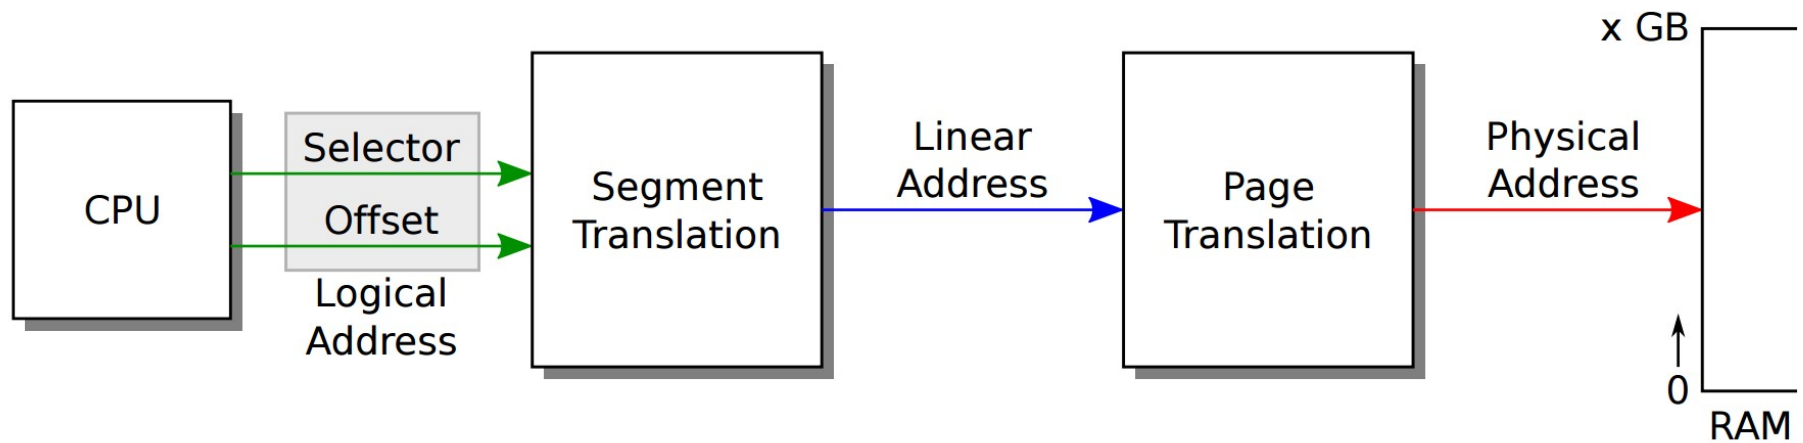 CPU
Selector
Offset
Logical
Address
Segment
Translation
Linear
Address
Page
Translation
Physical
Address
x GB
0
RAM